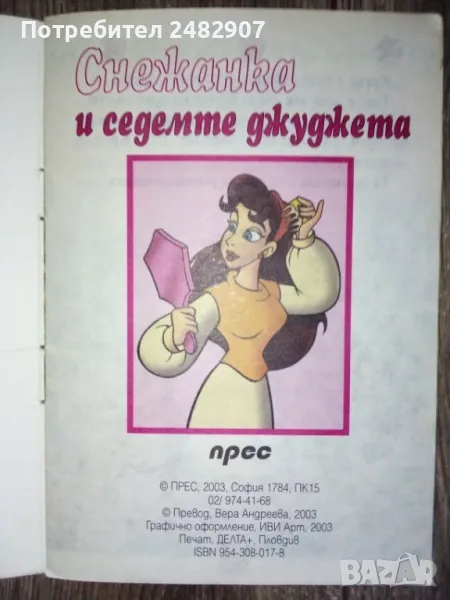 Потребител 2482907
Снежанка
и седемте джуджета
прес
© ПРЕС, 2003, София 1784, ПК15
02/ 974-41-68
© Превод, Вера Андреева, 2003
Графично оформление, ИВИ Арт, 2003
Печат, ДЕЛТА+, Пловдив
ISBN 954-308-017-8
bazar